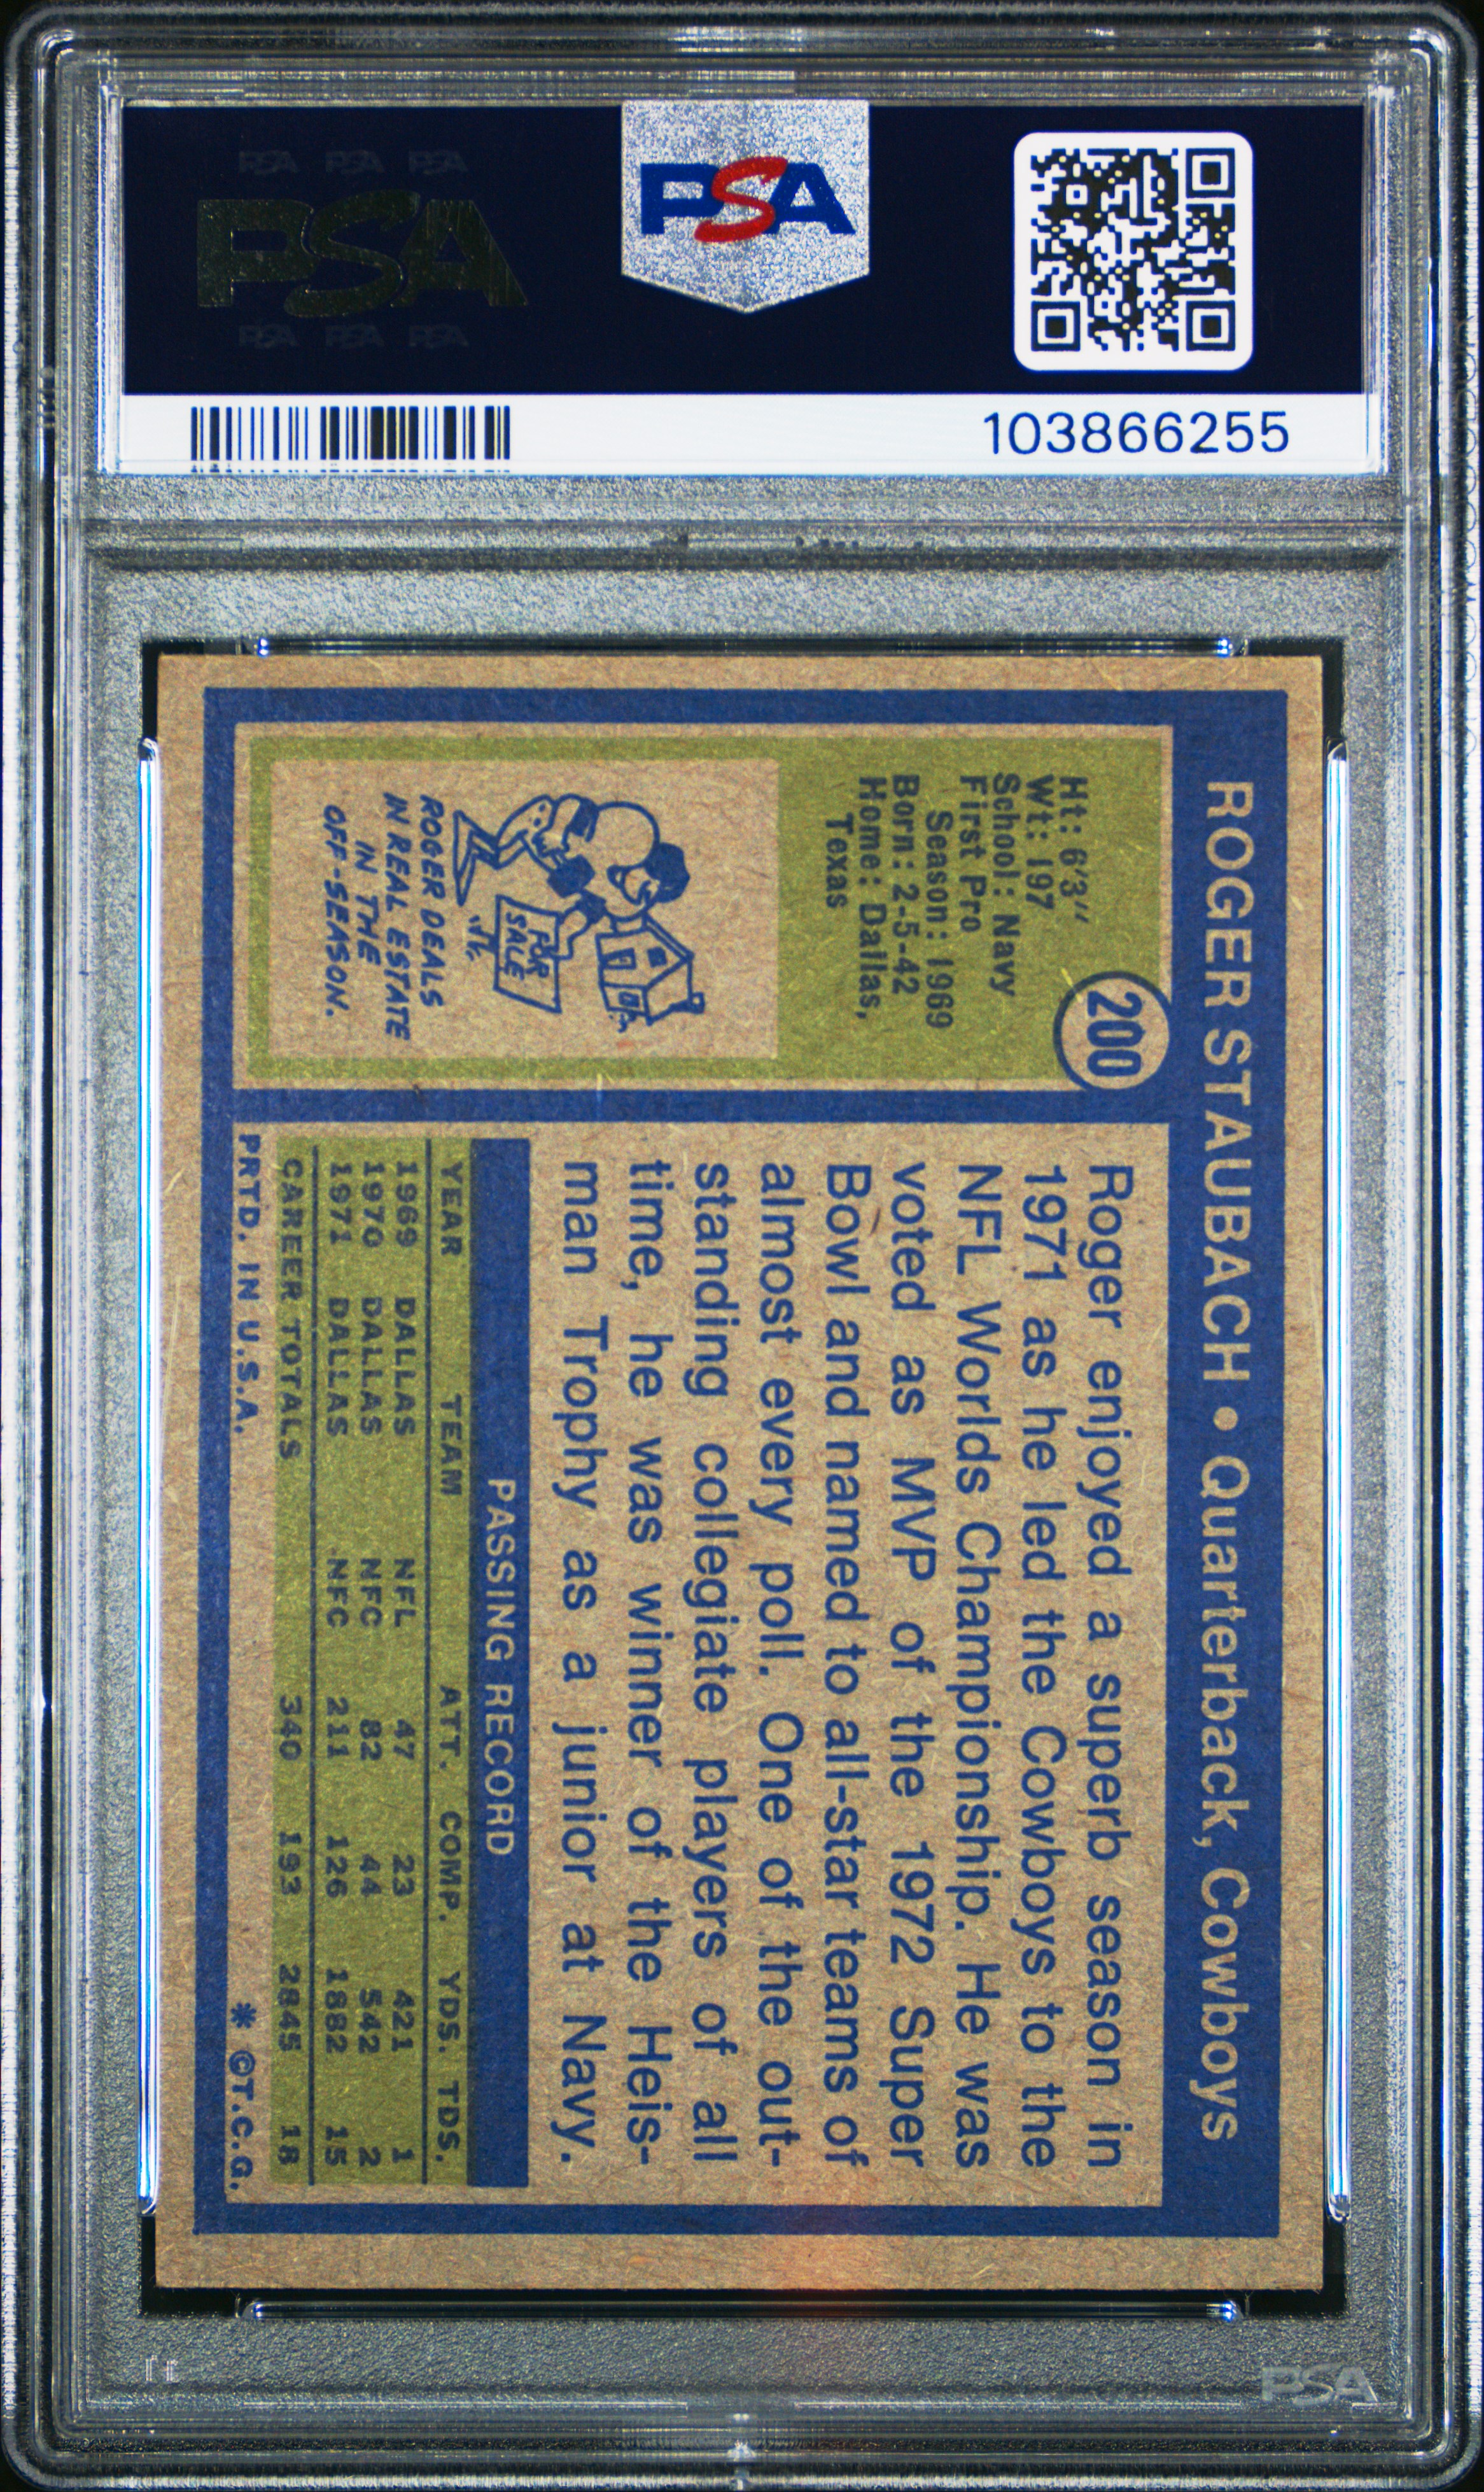 PSA PSA PSA
PSA
PSA PSA PSA
PSA
103866255
ROGER STAUBACH • Quarterback, Cowboys
200
Ht: 6'3"
Wt: 197
School: Navy
First Pro
Season: 1969
Born: 2-5-42
Home: Dallas,
Texas
FOR
SALE
ROGER DEALS
IN REAL ESTATE
IN THE
OFF-SEASON.
Roger enjoyed a superb season in
1971 as he led the Cowboys to the
NFL Worlds Championship. He was
voted as MVP of the 1972 Super
Bowl and named to all-star teams of
almost every poll. One of the out-
standing collegiate players of all
time, he was winner of the Heis-
man Trophy as a junior at Navy.
PASSING RECORD
YEAR TEAM ATT. COMP. YDS. TDS.
1969 DALLAS NFL 47 23 421 1
1970 DALLAS NFC 82 44 542 2
1971 DALLAS NFC 211 126 1882 15
CAREER TOTALS 340 193 2845 18
PRTD. IN U.S.A. * ©T.C.G.
PSA